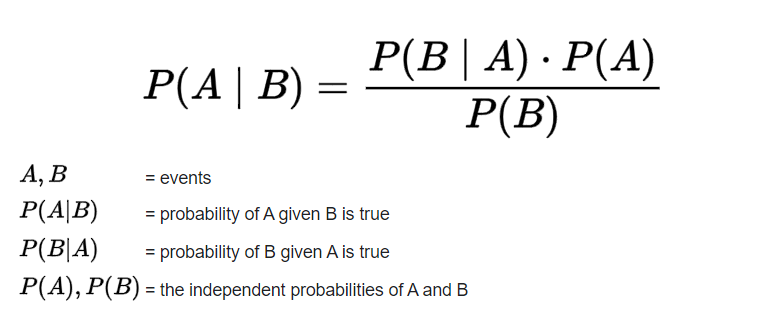 P(A | B) = P(B | A) · P(A) / P(B)
A, B = events
P(A|B) = probability of A given B is true
P(B|A) = probability of B given A is true
P(A), P(B) = the independent probabilities of A and B